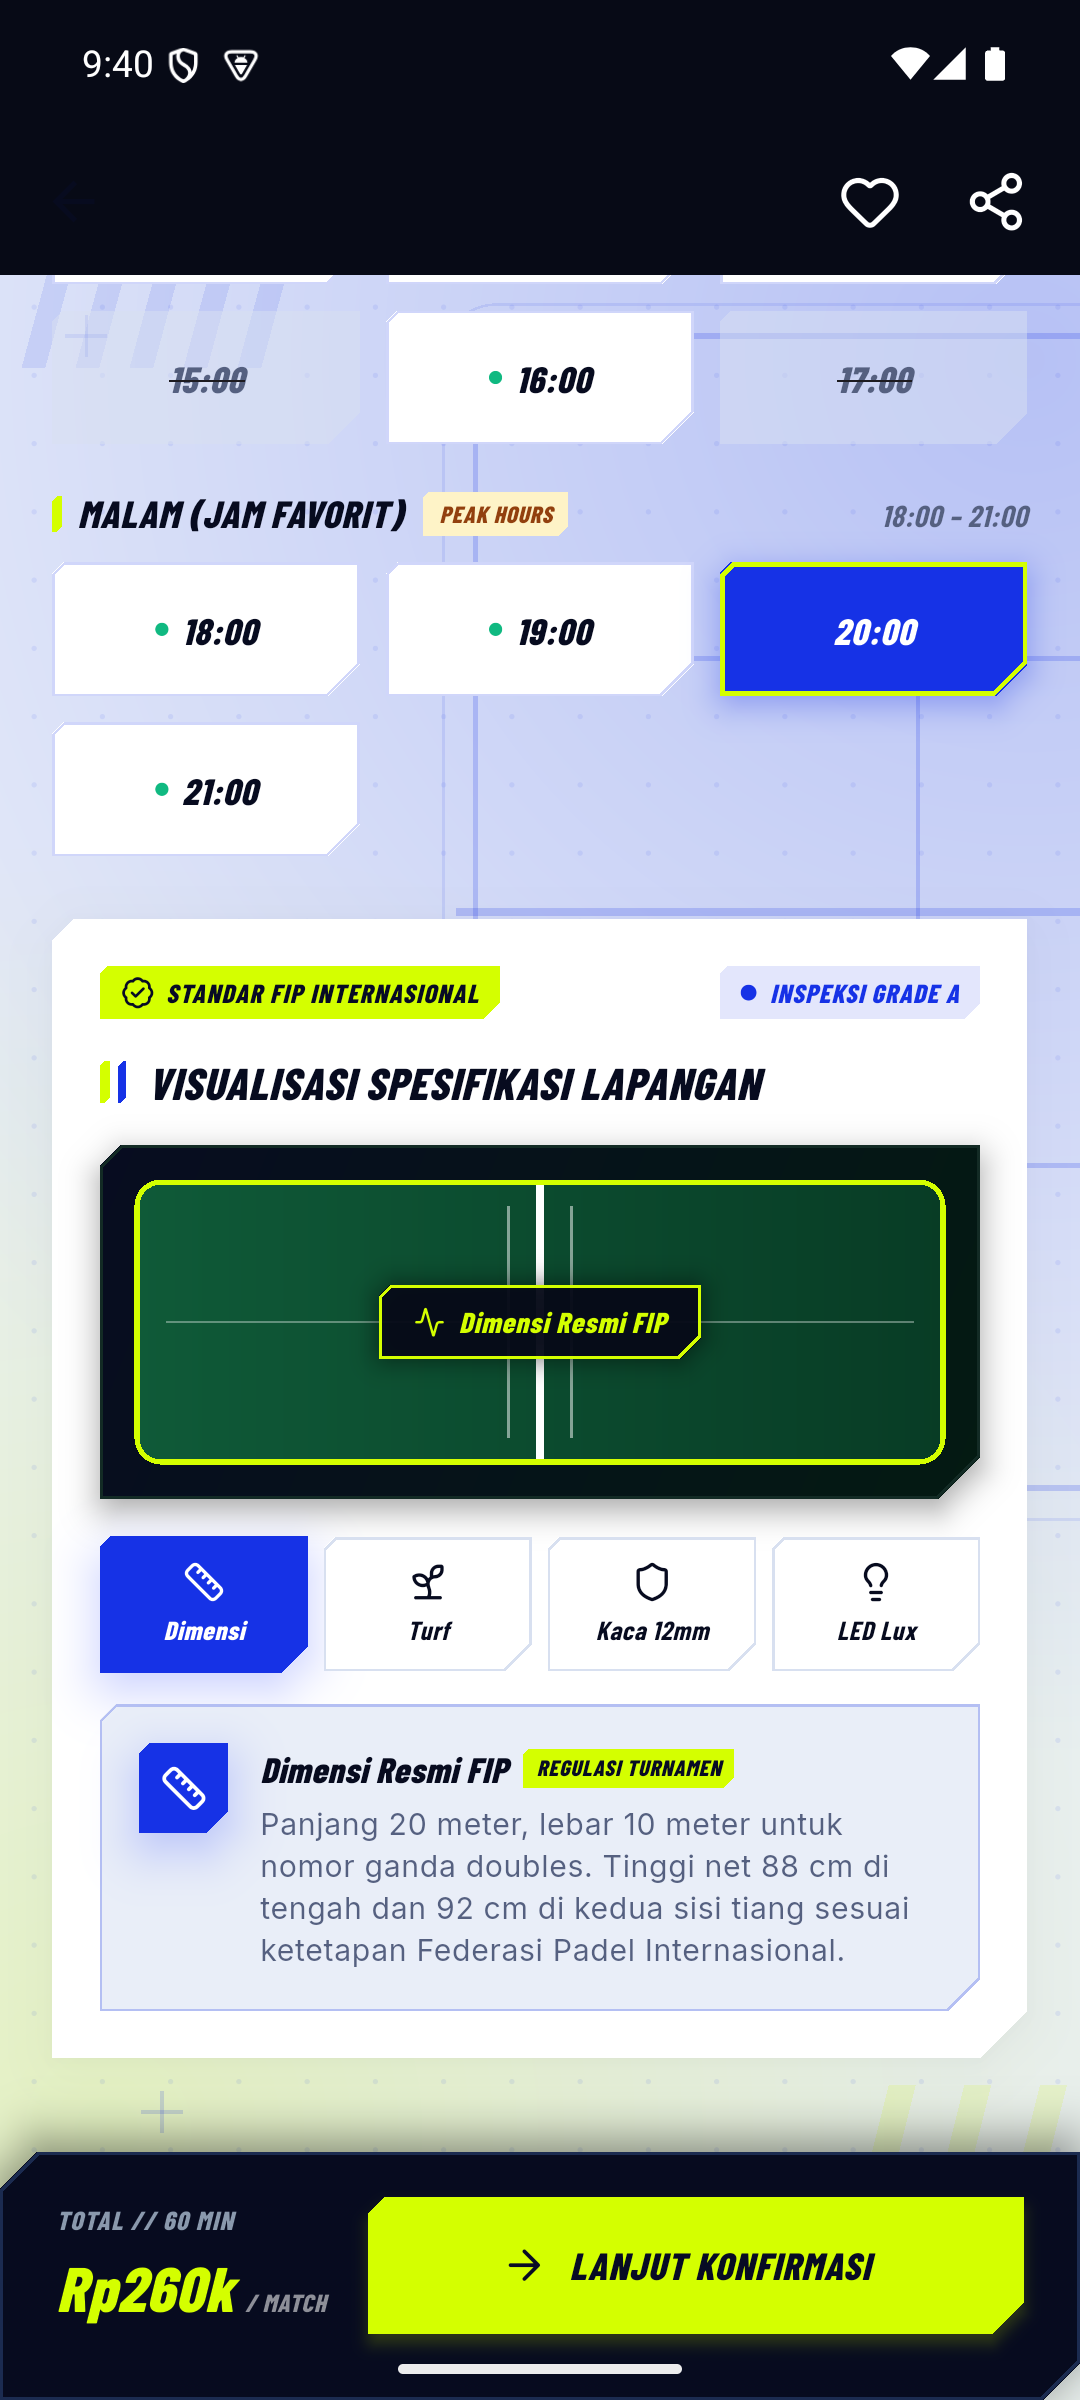 9:40
15:00
16:00
17:00
MALAM (JAM FAVORIT)
PEAK HOURS
18:00 - 21:00
18:00
19:00
20:00
21:00
STANDAR FIP INTERNASIONAL
INSPEKSI GRADE A
VISUALISASI SPESIFIKASI LAPANGAN
Dimensi Resmi FIP
Dimensi
Turf
Kaca 12mm
LED Lux
Dimensi Resmi FIP
REGULASI TURNAMEN
Panjang 20 meter, lebar 10 meter untuk
nomor ganda doubles. Tinggi net 88 cm di
tengah dan 92 cm di kedua sisi tiang sesuai
ketetapan Federasi Padel Internasional.
TOTAL // 60 MIN
Rp260k / MATCH
LANJUT KONFIRMASI